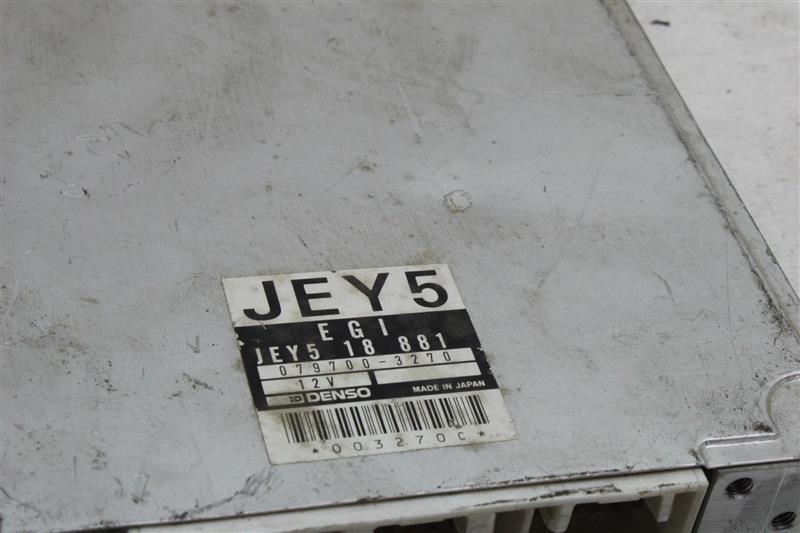 JEY5
EGI
JEY5 18 881
079700-3270
12V
DENSO MADE IN JAPAN
*003270C*